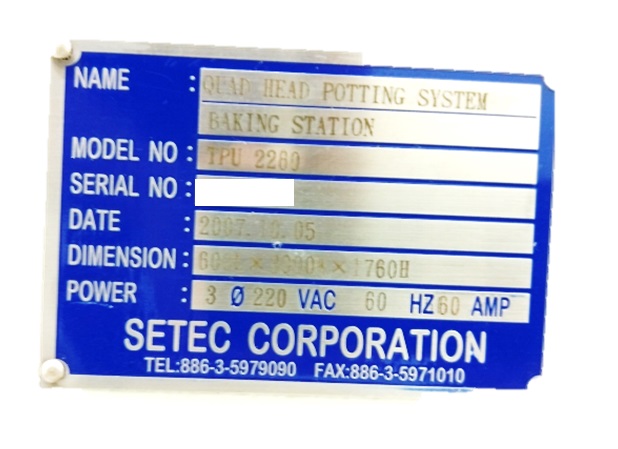 NAME : QUAD HEAD POTTING SYSTEM
BAKING STATION
MODEL NO : TPU 2260
SERIAL NO :
DATE : 2007.10.05
DIMENSION : 1760H
POWER : 3 Ø 220 VAC 60 HZ 60 AMP
SETEC CORPORATION
TEL:886-3-5979090 FAX:886-3-5971010